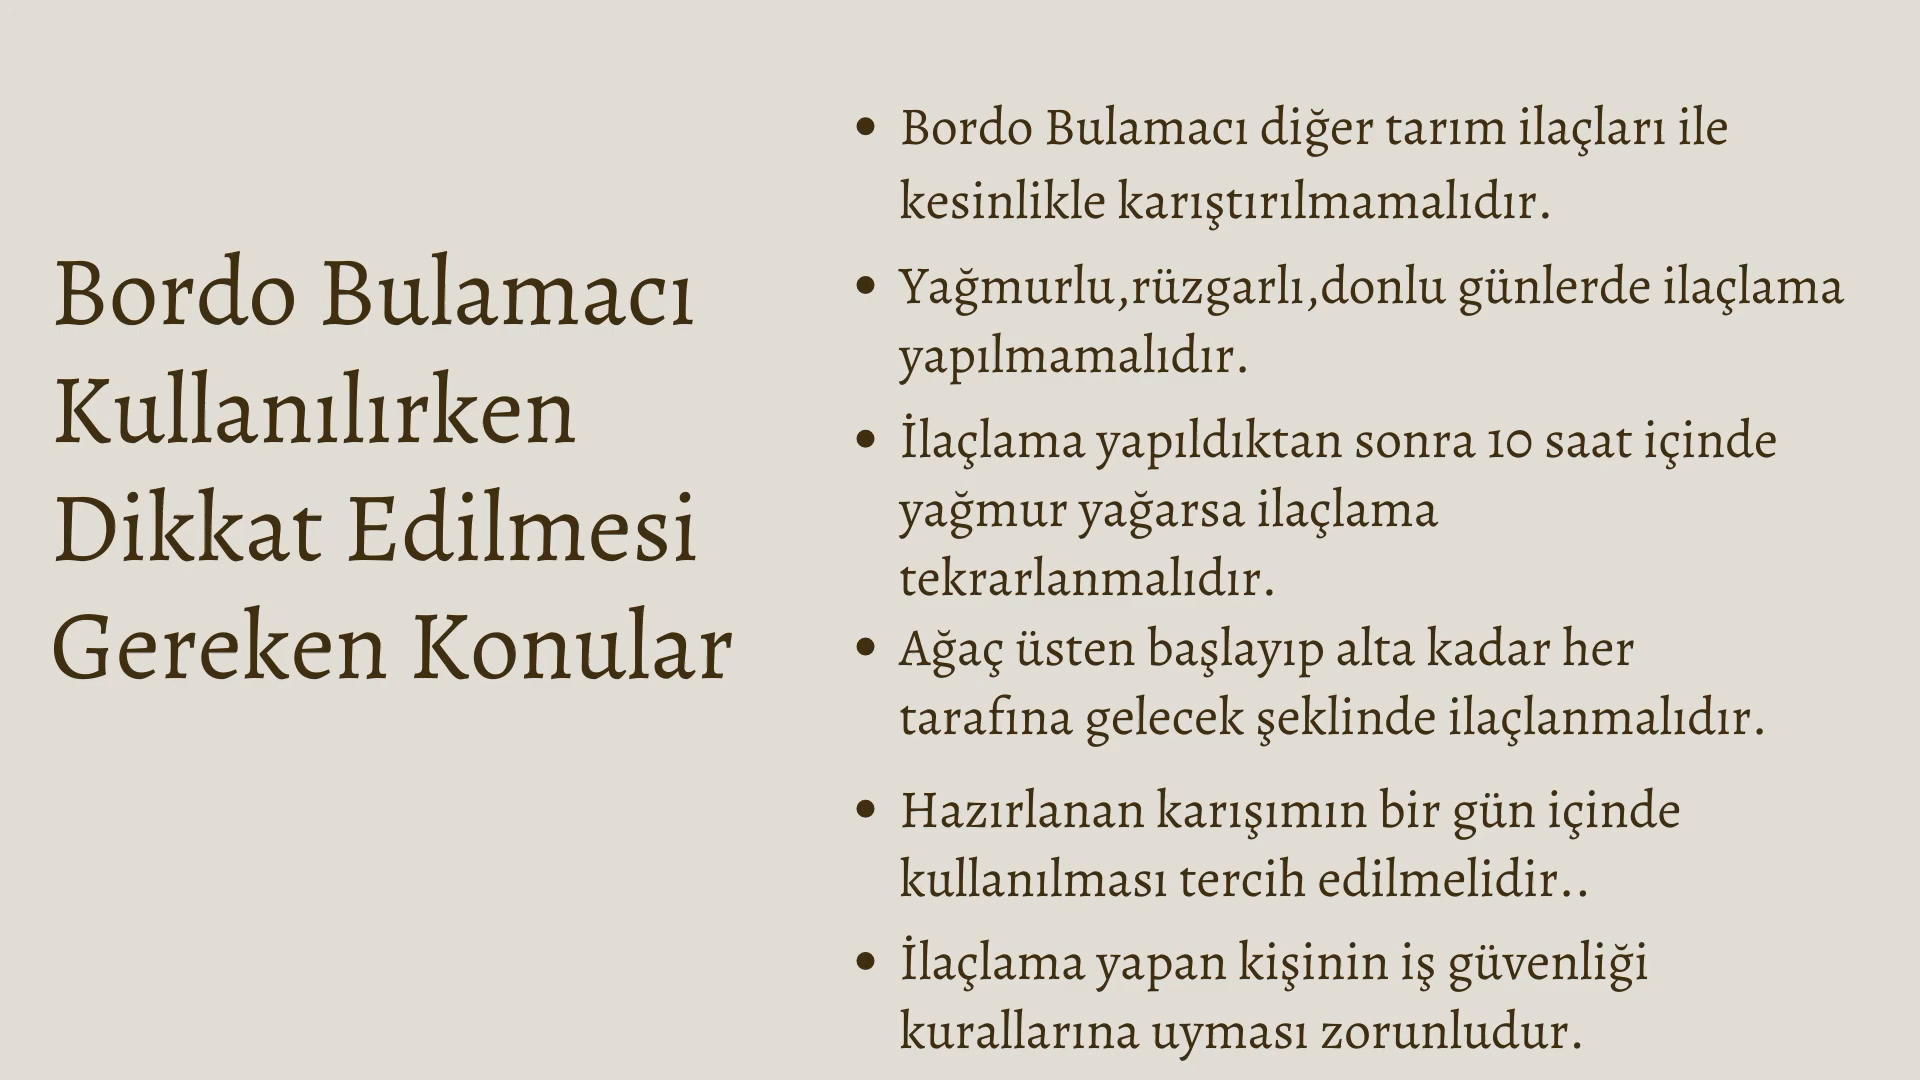 Bordo Bulamacı
Kullanılırken
Dikkat Edilmesi
Gereken Konular
• Bordo Bulamacı diğer tarım ilaçları ile
kesinlikle karıştırılmamalıdır.
• Yağmurlu,rüzgarlı,donlu günlerde ilaçlama
yapılmamalıdır.
• İlaçlama yapıldıktan sonra 10 saat içinde
yağmur yağarsa ilaçlama
tekrarlanmalıdır.
• Ağaç üsten başlayıp alta kadar her
tarafına gelecek şeklinde ilaçlanmalıdır.
• Hazırlanan karışımın bir gün içinde
kullanılması tercih edilmelidir..
• İlaçlama yapan kişinin iş güvenliği
kurallarına uyması zorunludur.